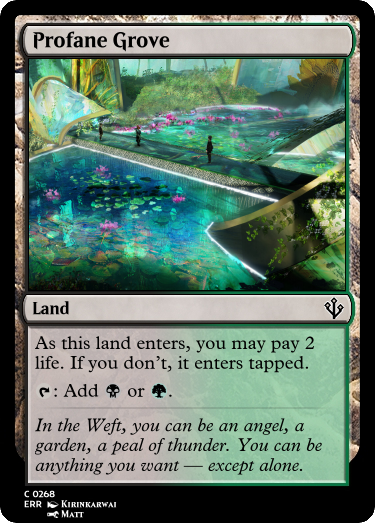 Profane Grove
Land
As this land enters, you may pay 2
life. If you don't, it enters tapped.
: Add or .
In the Weft, you can be an angel, a
garden, a peal of thunder. You can be
anything you want — except alone.
C 0268
ERR Kirinkarwai
Matt